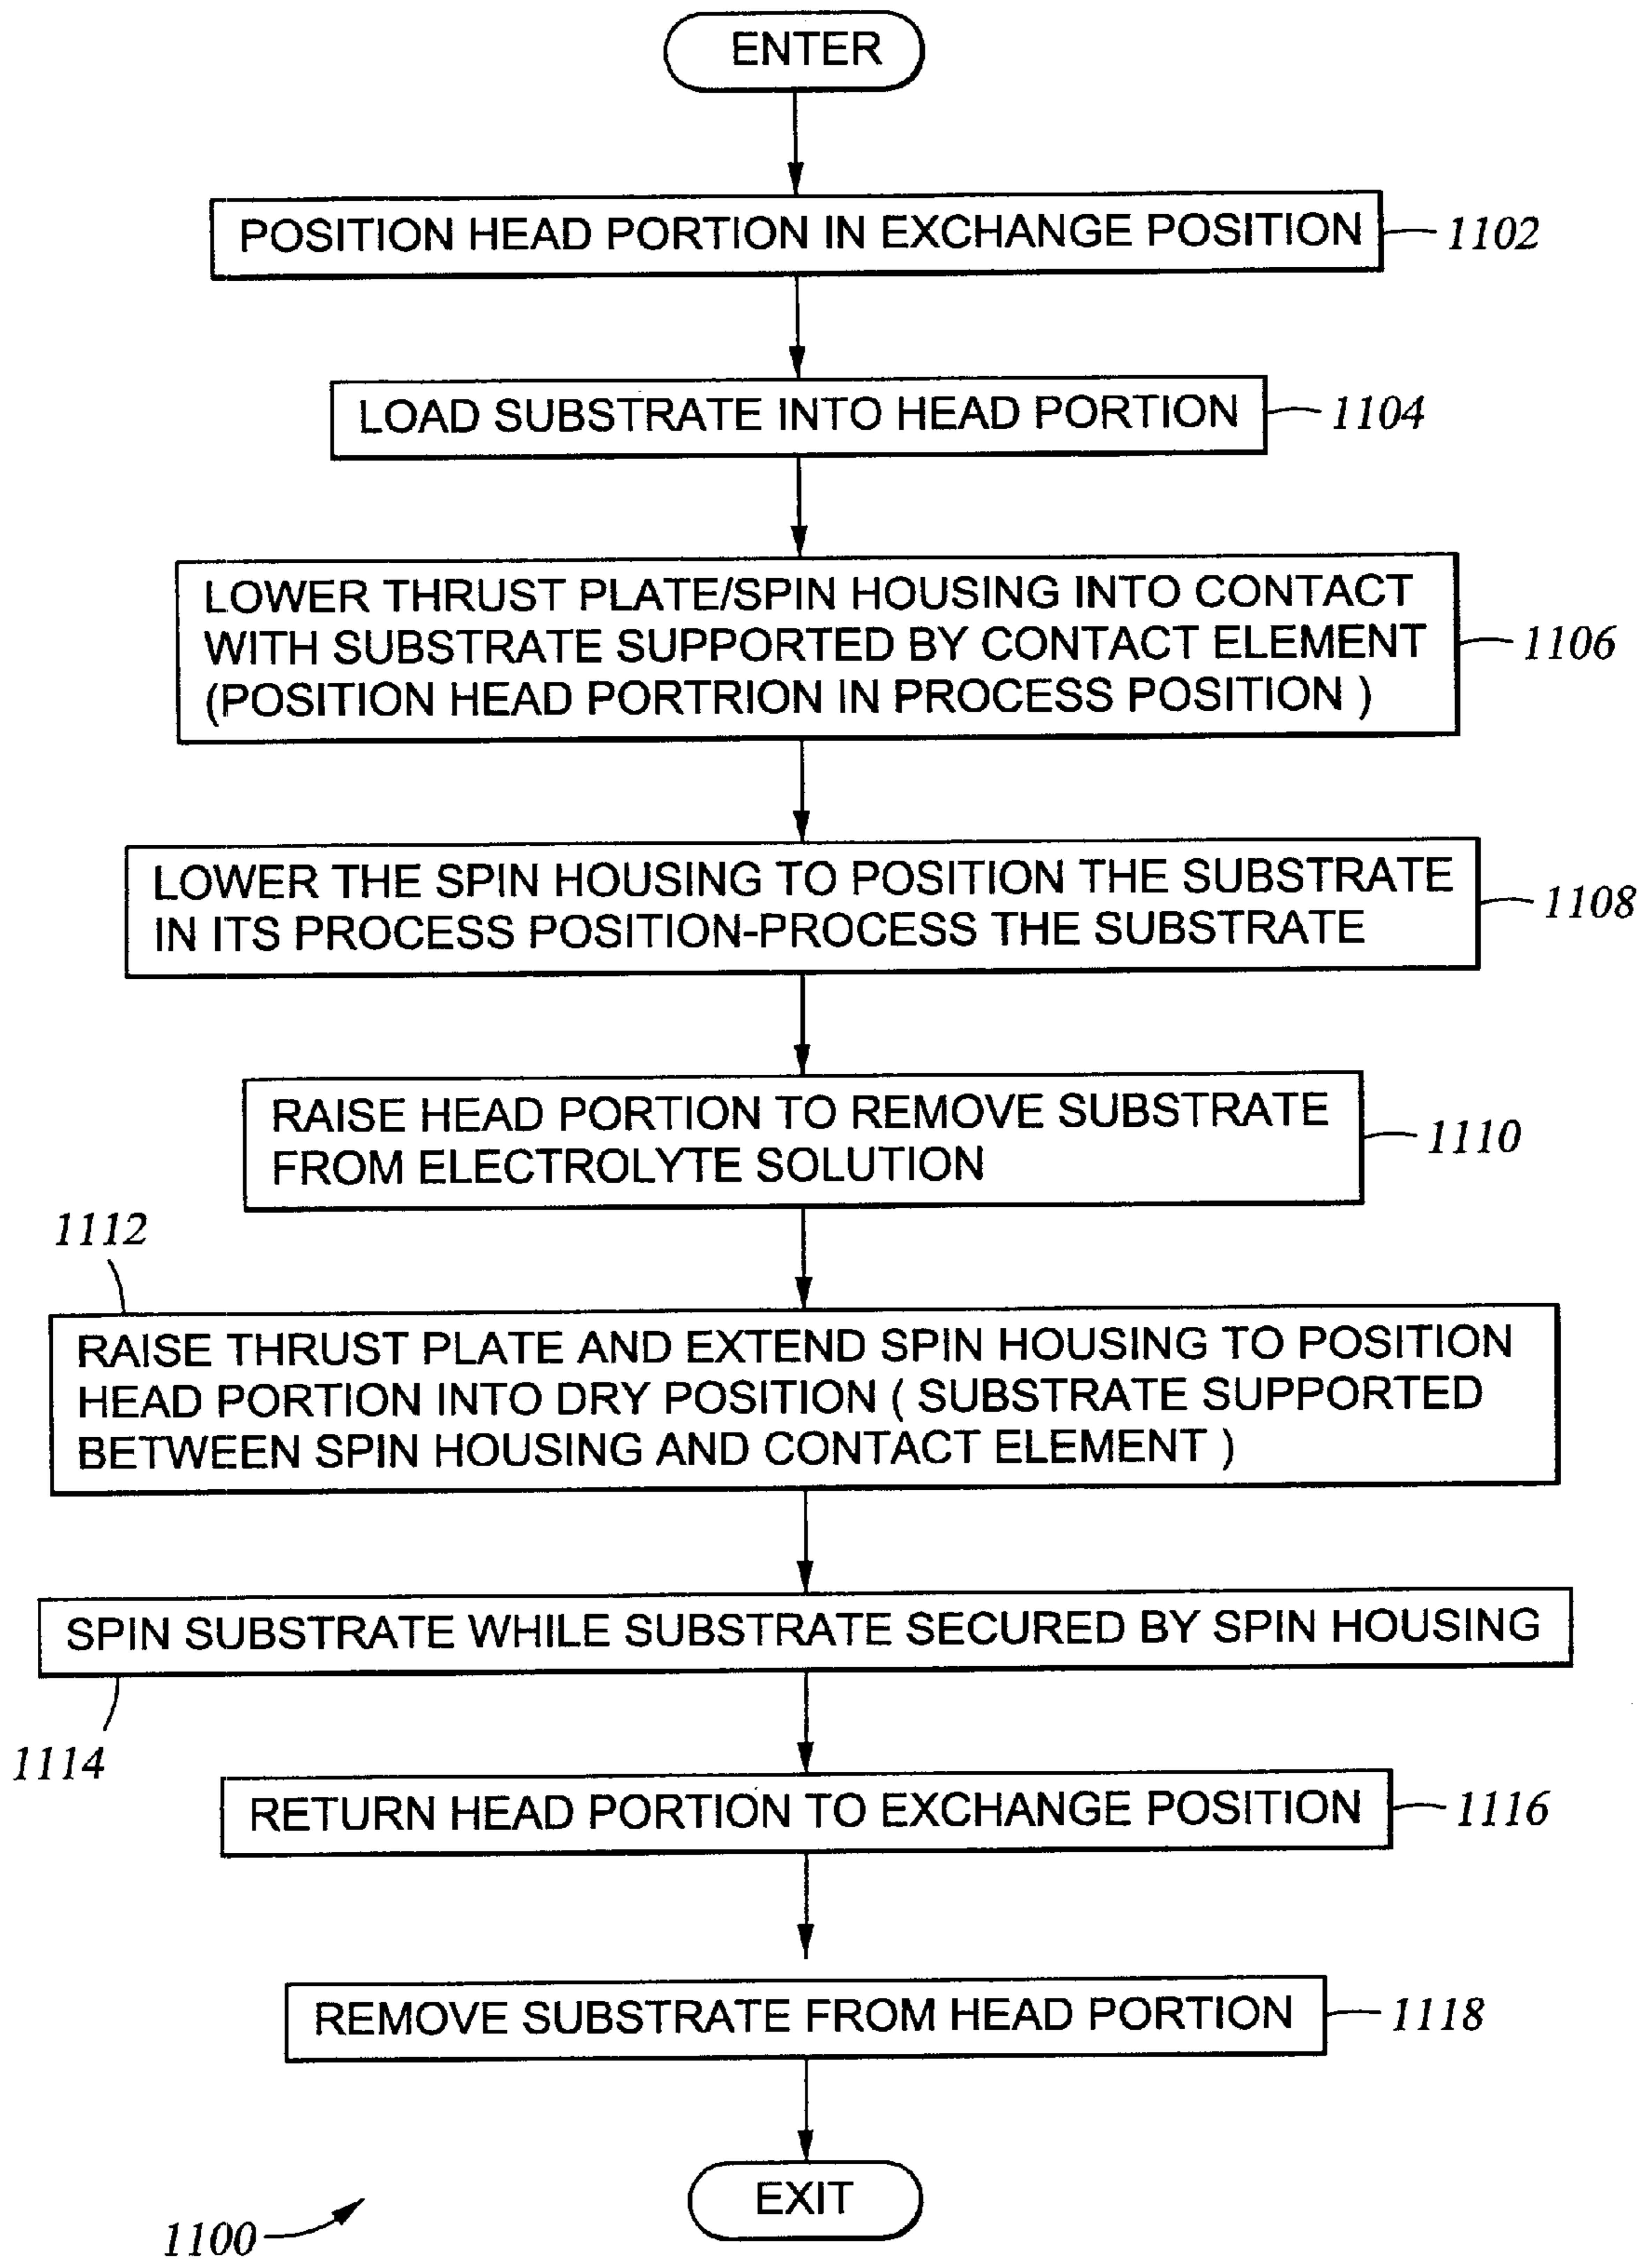 ENTER
POSITION HEAD PORTION IN EXCHANGE POSITION
1102
LOAD SUBSTRATE INTO HEAD PORTION
1104
LOWER THRUST PLATE/SPIN HOUSING INTO CONTACT
WITH SUBSTRATE SUPPORTED BY CONTACT ELEMENT
(POSITION HEAD PORTRION IN PROCESS POSITION )
1106
LOWER THE SPIN HOUSING TO POSITION THE SUBSTRATE
IN ITS PROCESS POSITION-PROCESS THE SUBSTRATE
1108
RAISE HEAD PORTION TO REMOVE SUBSTRATE
FROM ELECTROLYTE SOLUTION
1110
1112
RAISE THRUST PLATE AND EXTEND SPIN HOUSING TO POSITION
HEAD PORTION INTO DRY POSITION ( SUBSTRATE SUPPORTED
BETWEEN SPIN HOUSING AND CONTACT ELEMENT )
SPIN SUBSTRATE WHILE SUBSTRATE SECURED BY SPIN HOUSING
1114
RETURN HEAD PORTION TO EXCHANGE POSITION
1116
REMOVE SUBSTRATE FROM HEAD PORTION
1118
EXIT
1100